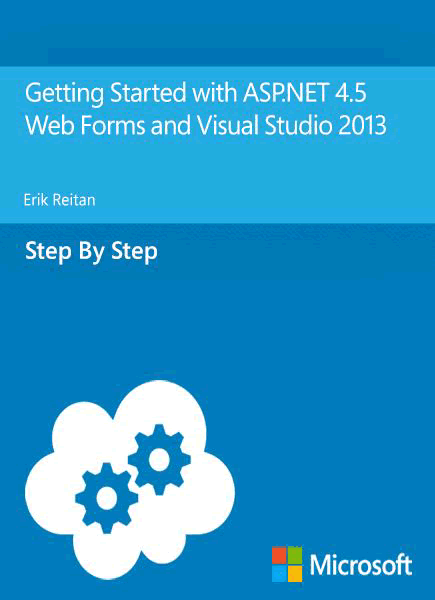 Getting Started with ASP.NET 4.5
Web Forms and Visual Studio 2013
Erik Reitan
Step By Step
Microsoft